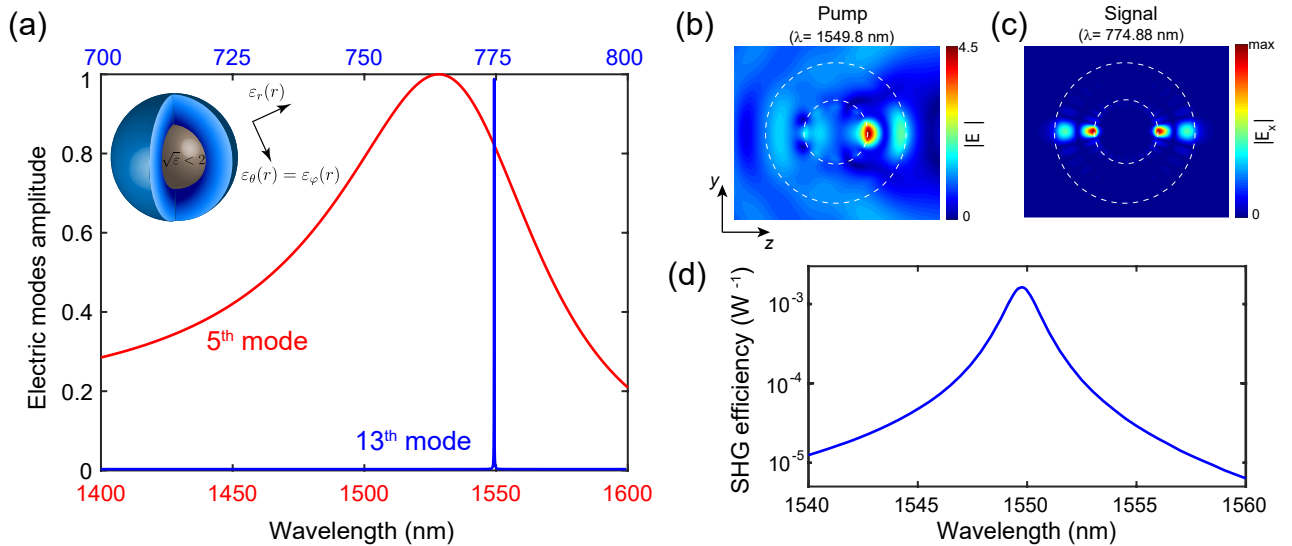 (a)
700 725 750 775 800
1
0.8
0.6
0.4
0.2
0
Electric modes amplitude
εᵣ(r)
√ε < 2
ε_θ(r) = ε_φ(r)
5th mode
13th mode
1400 1450 1500 1550 1600
Wavelength (nm)
(b)
Pump
(λ= 1549.8 nm)
4.5
|E|
0
y
z
(c)
Signal
(λ= 774.88 nm)
max
|Eₓ|
0
(d)
SHG efficiency (W⁻¹)
10⁻³
10⁻⁴
10⁻⁵
1540 1545 1550 1555 1560
Wavelength (nm)